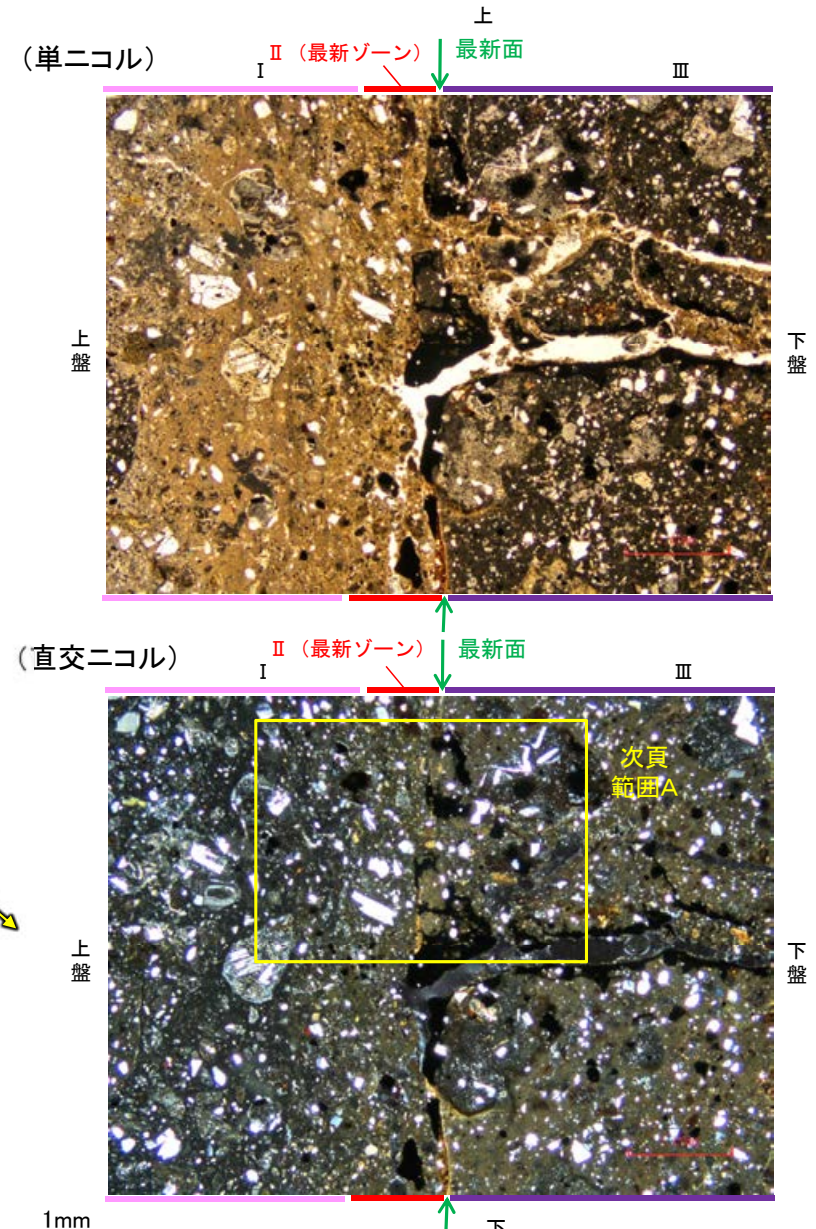 上
(単ニコル)
Ⅰ
Ⅱ (最新ゾーン)
最新面
Ⅲ
上盤
下盤
(直交ニコル)
Ⅰ
Ⅱ (最新ゾーン)
最新面
Ⅲ
次頁
範囲A
上盤
下盤
1mm
下